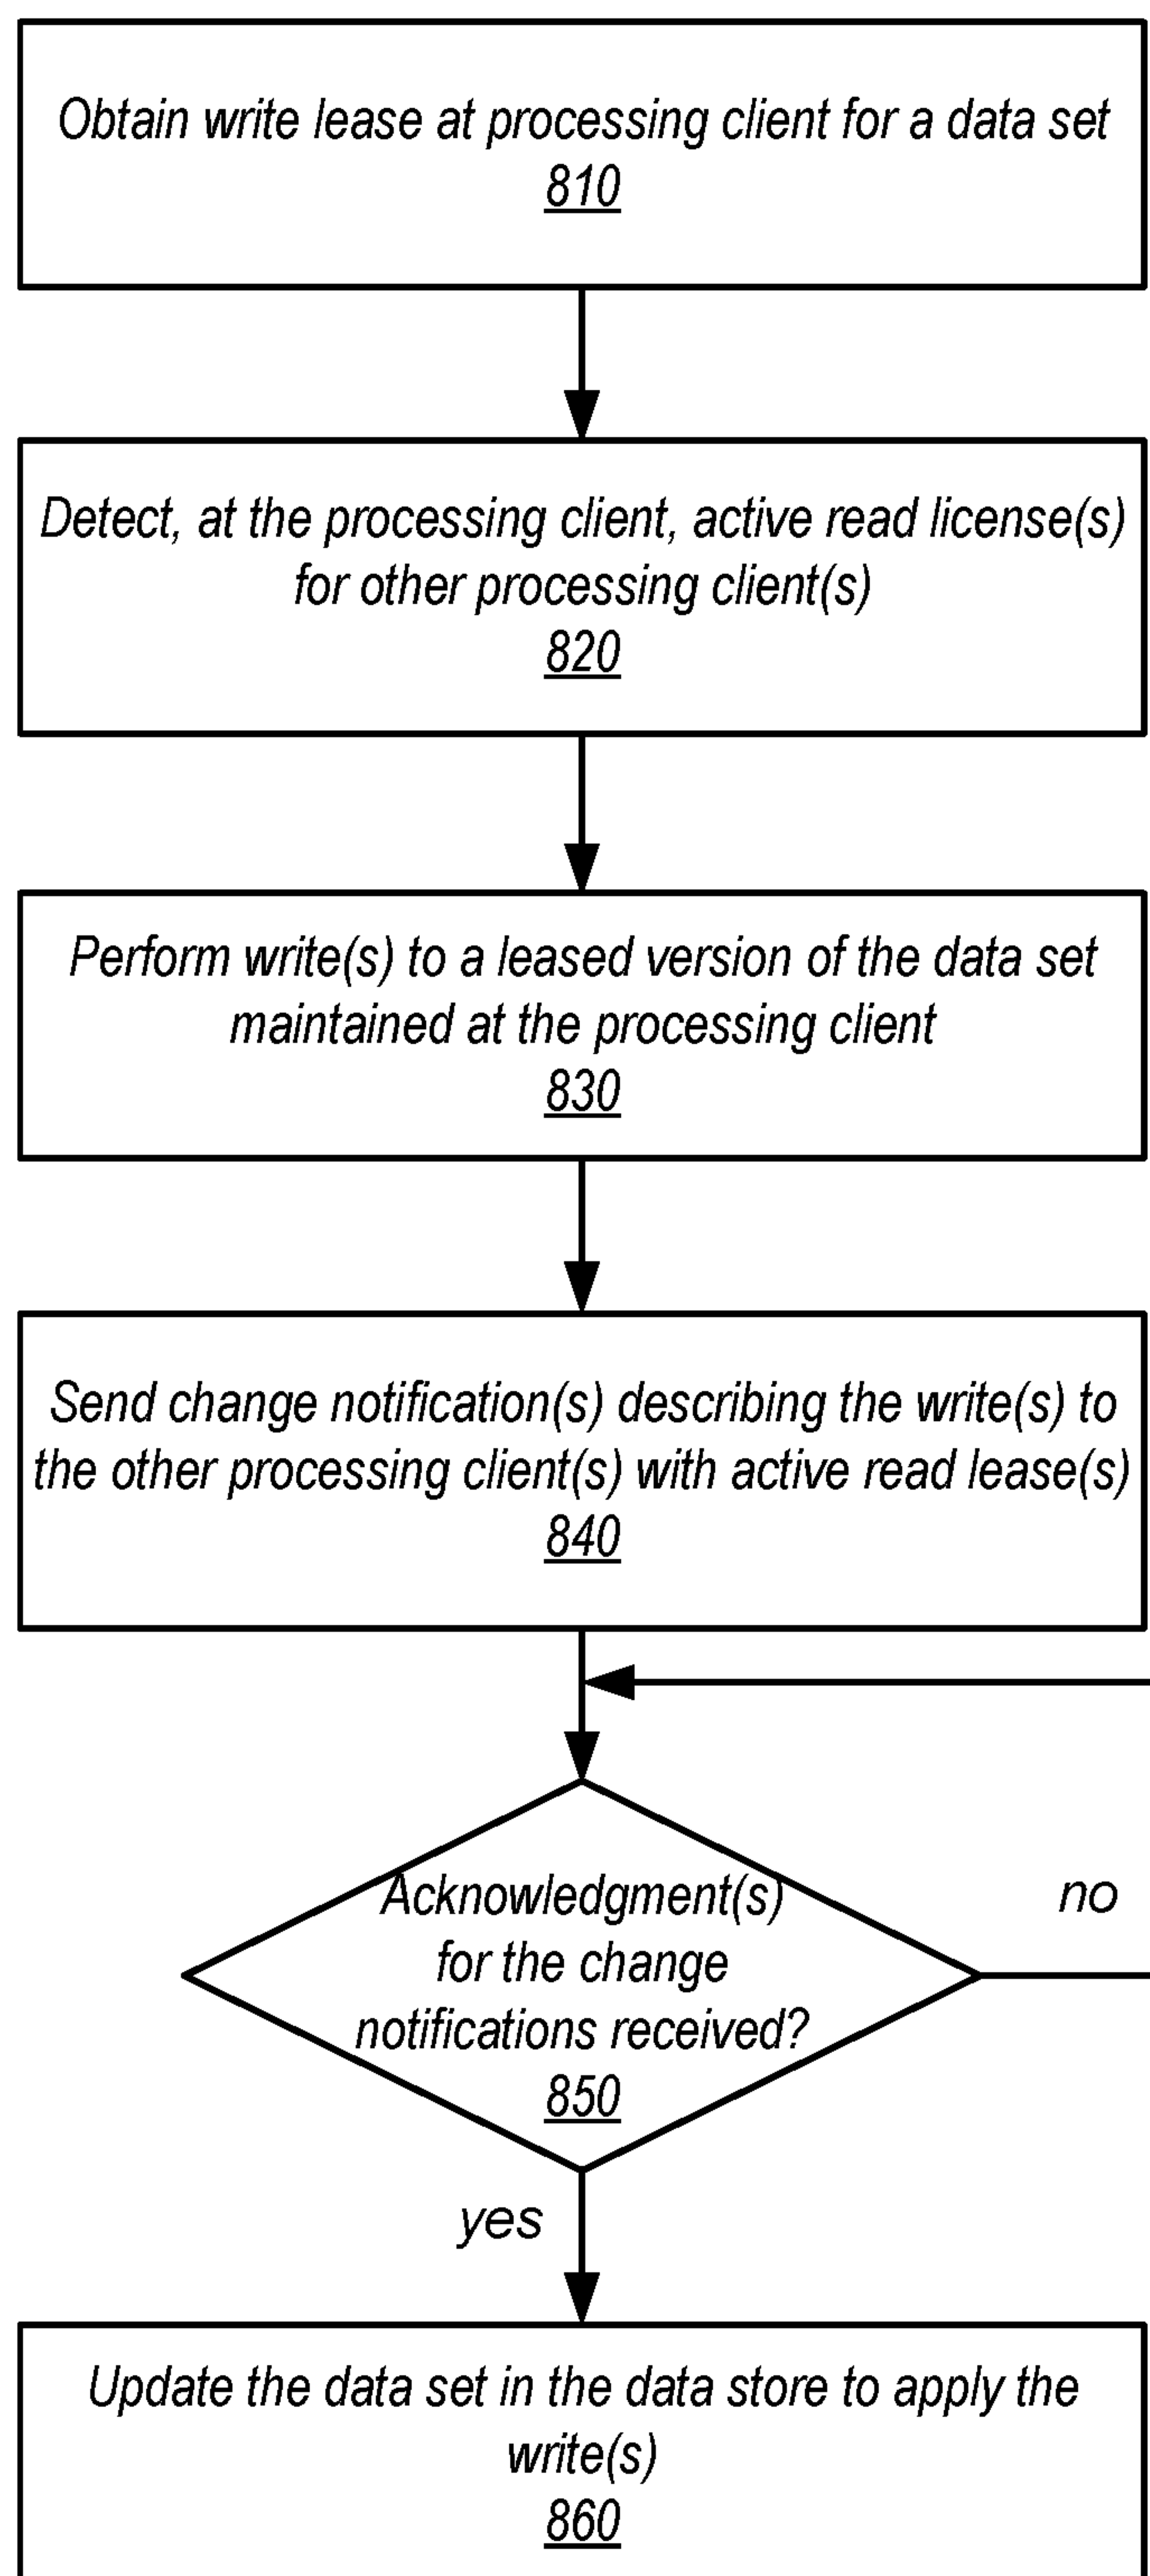 Obtain write lease at processing client for a data set
810
Detect, at the processing client, active read license(s)
for other processing client(s)
820
Perform write(s) to a leased version of the data set
maintained at the processing client
830
Send change notification(s) describing the write(s) to
the other processing client(s) with active read lease(s)
840
Acknowledgment(s)
for the change
notifications received?
850
no
yes
Update the data set in the data store to apply the
write(s)
860